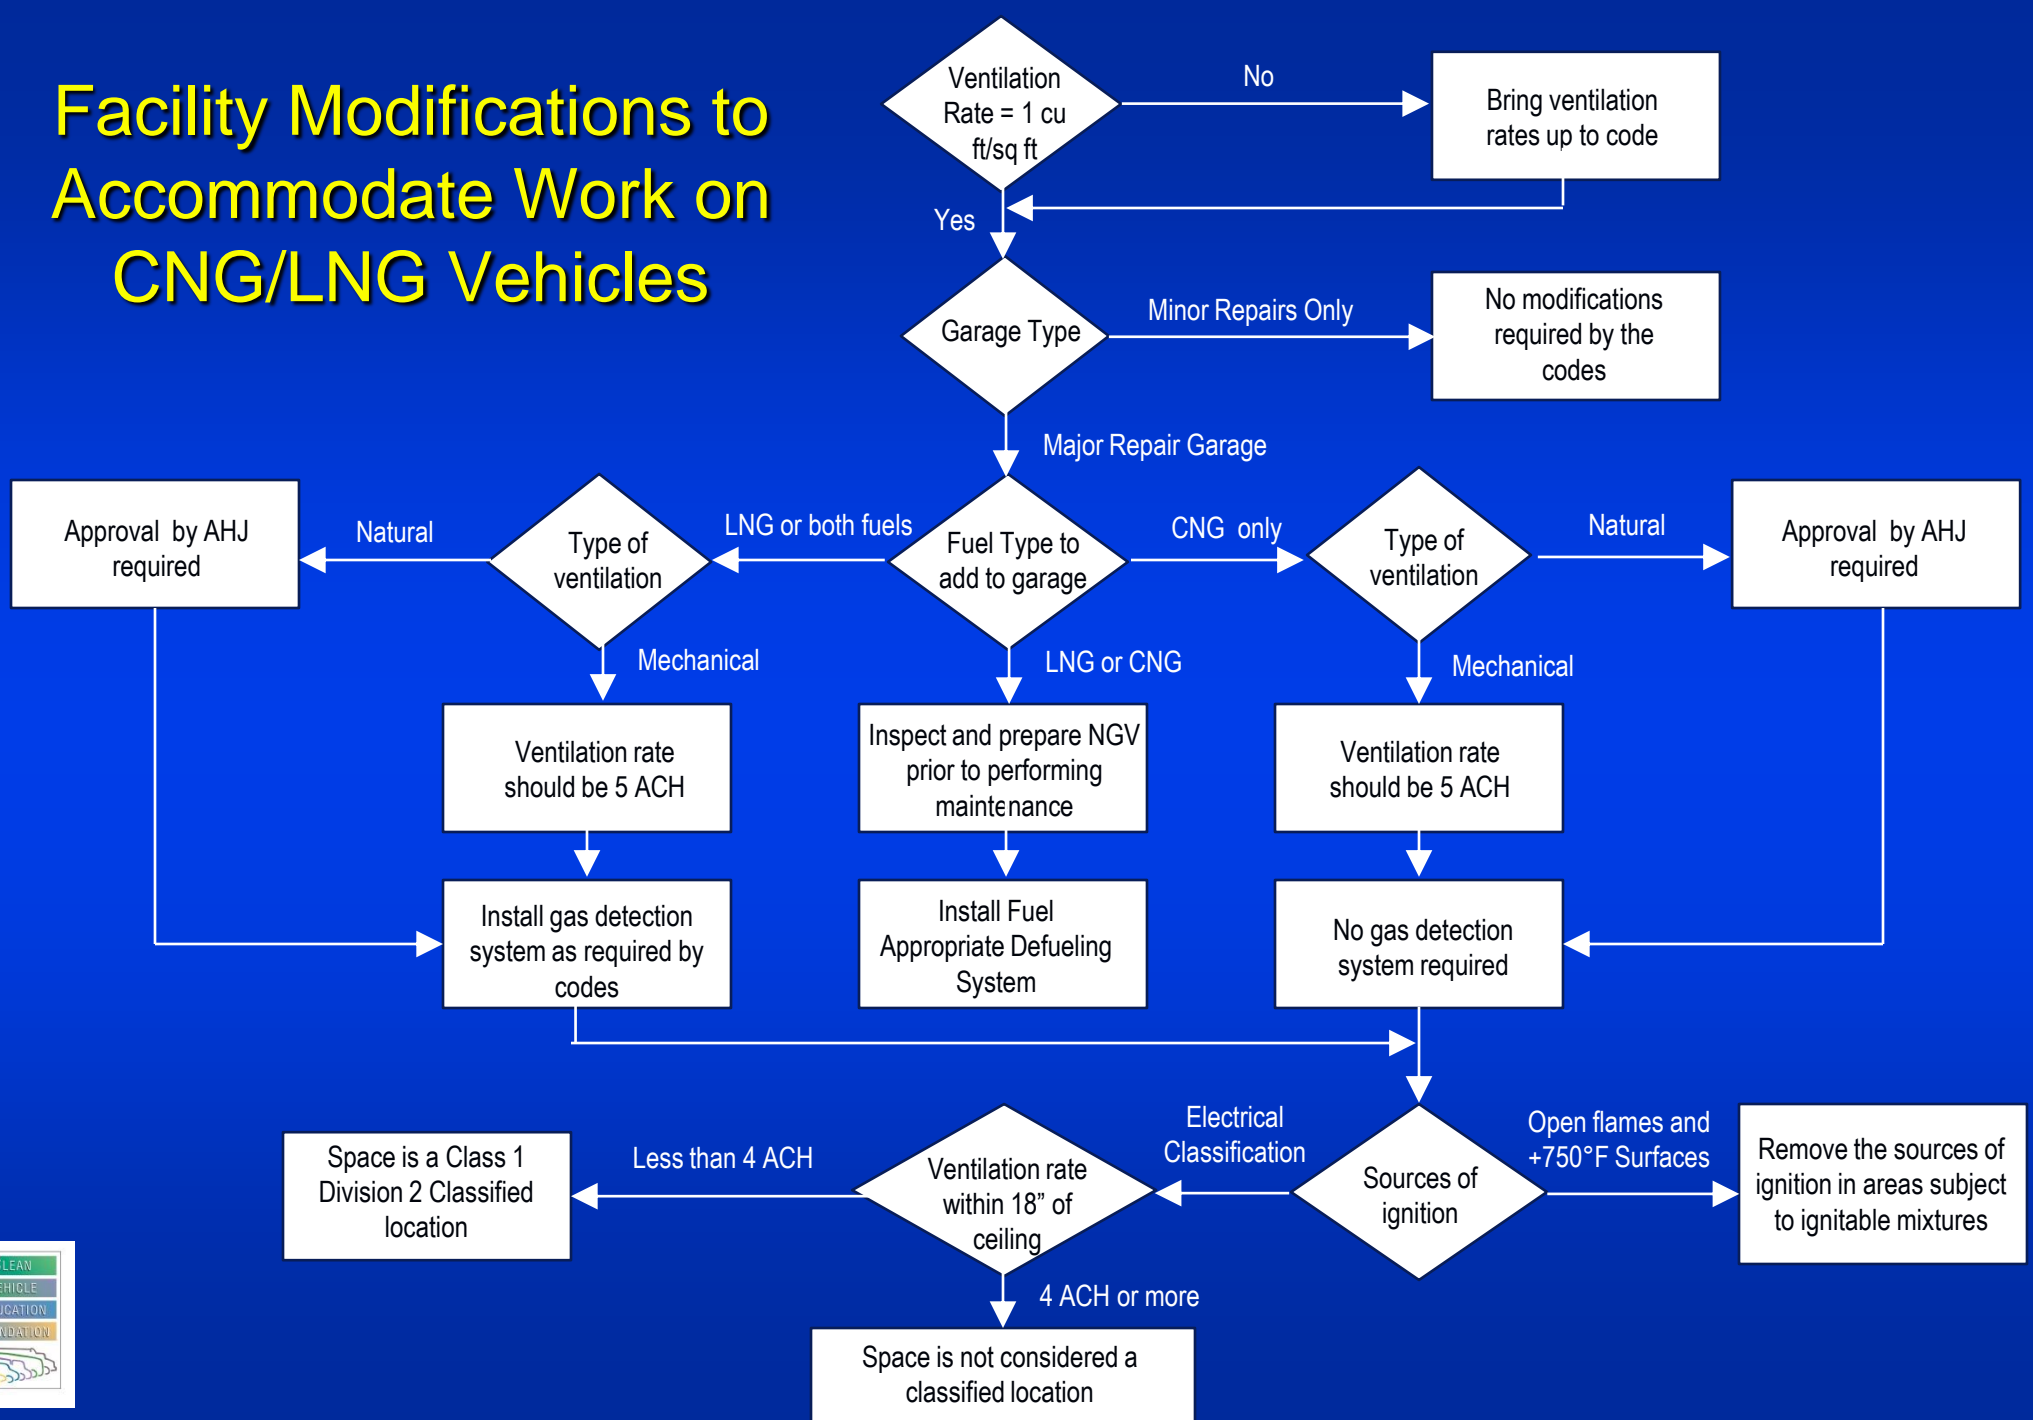 Facility Modifications to
Accommodate Work on
CNG/LNG Vehicles
Ventilation
Rate = 1 cu
ft/sq ft
No
Bring ventilation
rates up to code
Yes
Garage Type
Minor Repairs Only
No modifications
required by the
codes
Major Repair Garage
Approval by AHJ
required
Natural
Type of
ventilation
LNG or both fuels
Fuel Type to
add to garage
CNG only
Type of
ventilation
Natural
Approval by AHJ
required
Mechanical
LNG or CNG
Mechanical
Ventilation rate
should be 5 ACH
Inspect and prepare NGV
prior to performing
maintenance
Ventilation rate
should be 5 ACH
Install gas detection
system as required by
codes
Install Fuel
Appropriate Defueling
System
No gas detection
system required
Space is a Class 1
Division 2 Classified
location
Less than 4 ACH
Ventilation rate
within 18” of
ceiling
Electrical
Classification
Sources of
ignition
Open flames and
+750°F Surfaces
Remove the sources of
ignition in areas subject
to ignitable mixtures
4 ACH or more
Space is not considered a
classified location